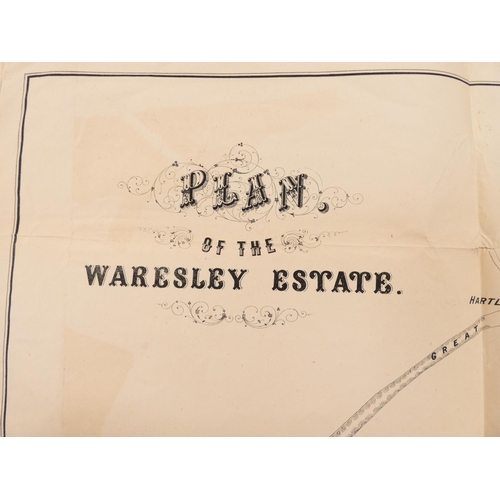 PLAN.
OF THE
WARESLEY ESTATE.
HARTL
GREAT